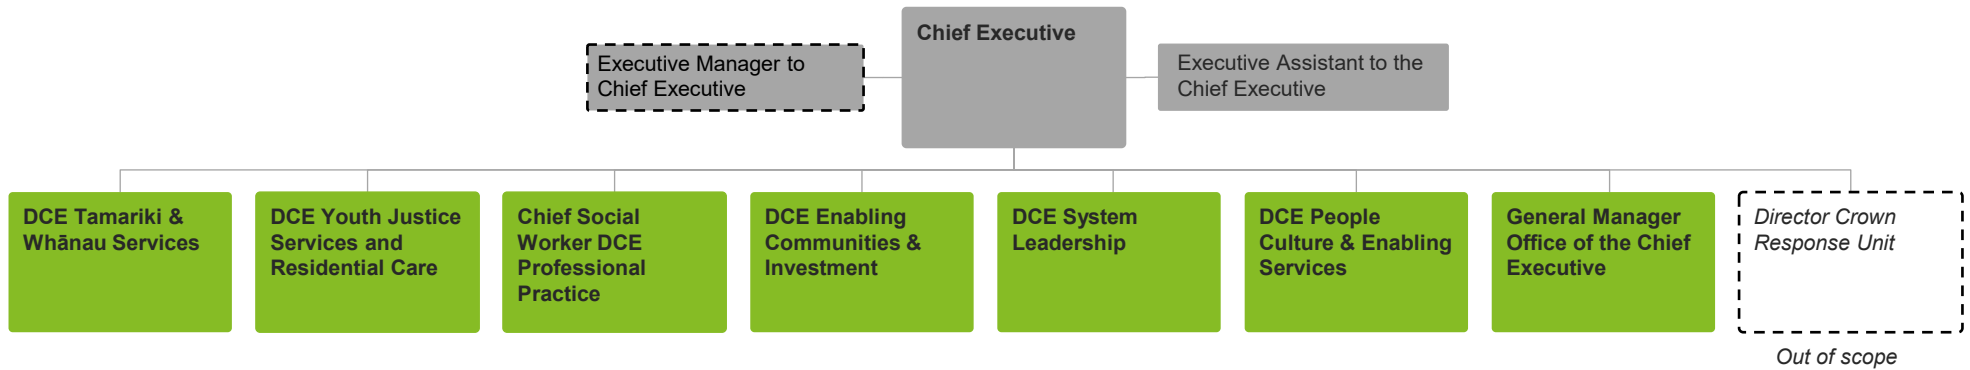 Chief Executive
Executive Manager to
Chief Executive
Executive Assistant to the
Chief Executive
DCE Tamariki &
Whānau Services
DCE Youth Justice
Services and
Residential Care
Chief Social
Worker DCE
Professional
Practice
DCE Enabling
Communities &
Investment
DCE System
Leadership
DCE People
Culture & Enabling
Services
General Manager
Office of the Chief
Executive
Director Crown
Response Unit
Out of scope